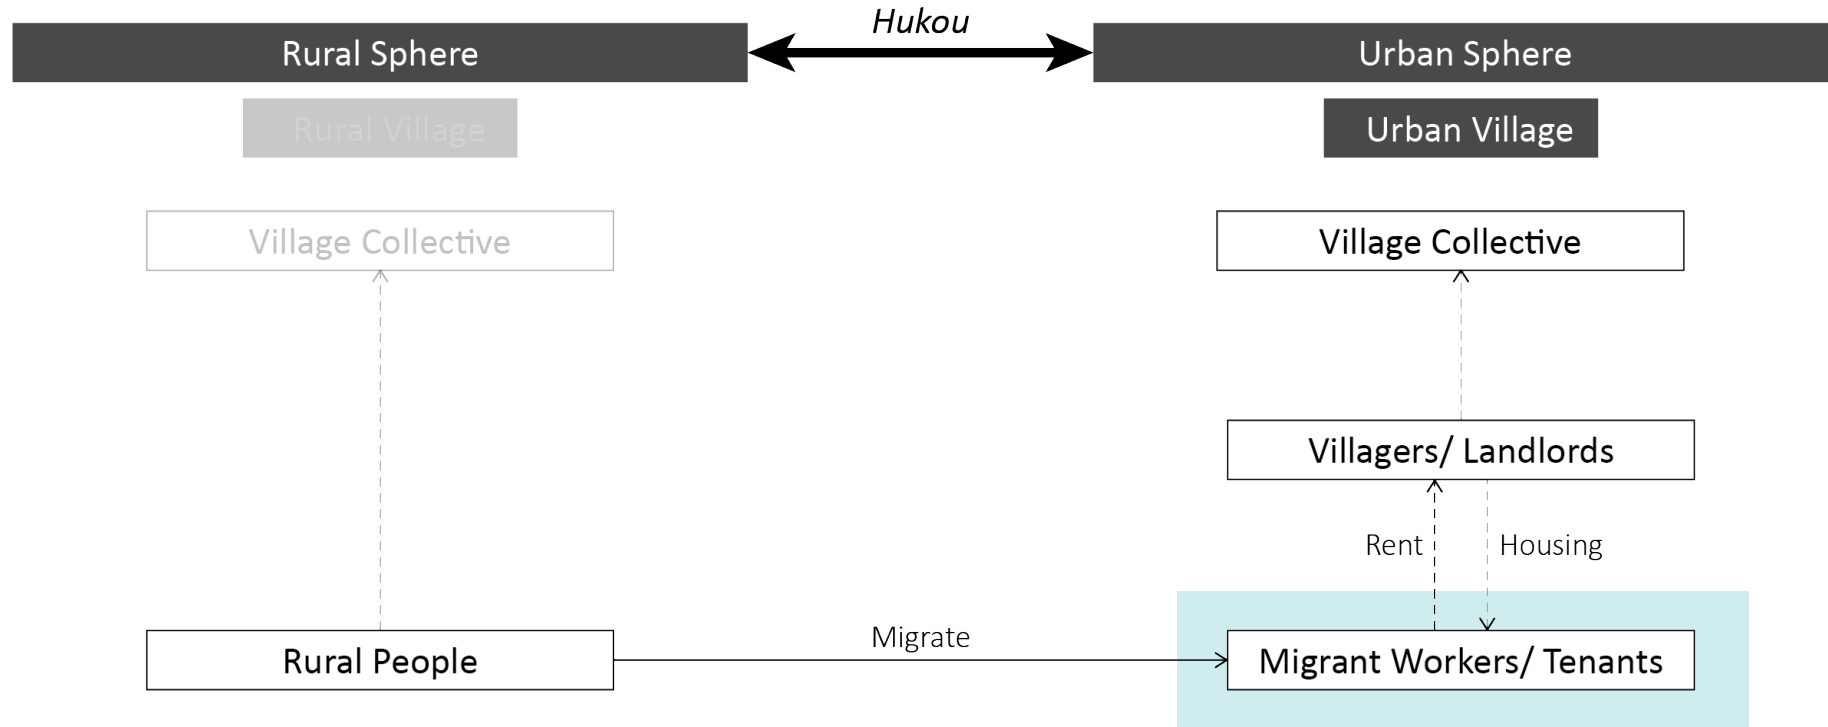 Hukou
Rural Sphere
Urban Sphere
Rural Village
Urban Village
Village Collective
Village Collective
Villagers/ Landlords
Rent
Housing
Migrate
Rural People
Migrant Workers/ Tenants